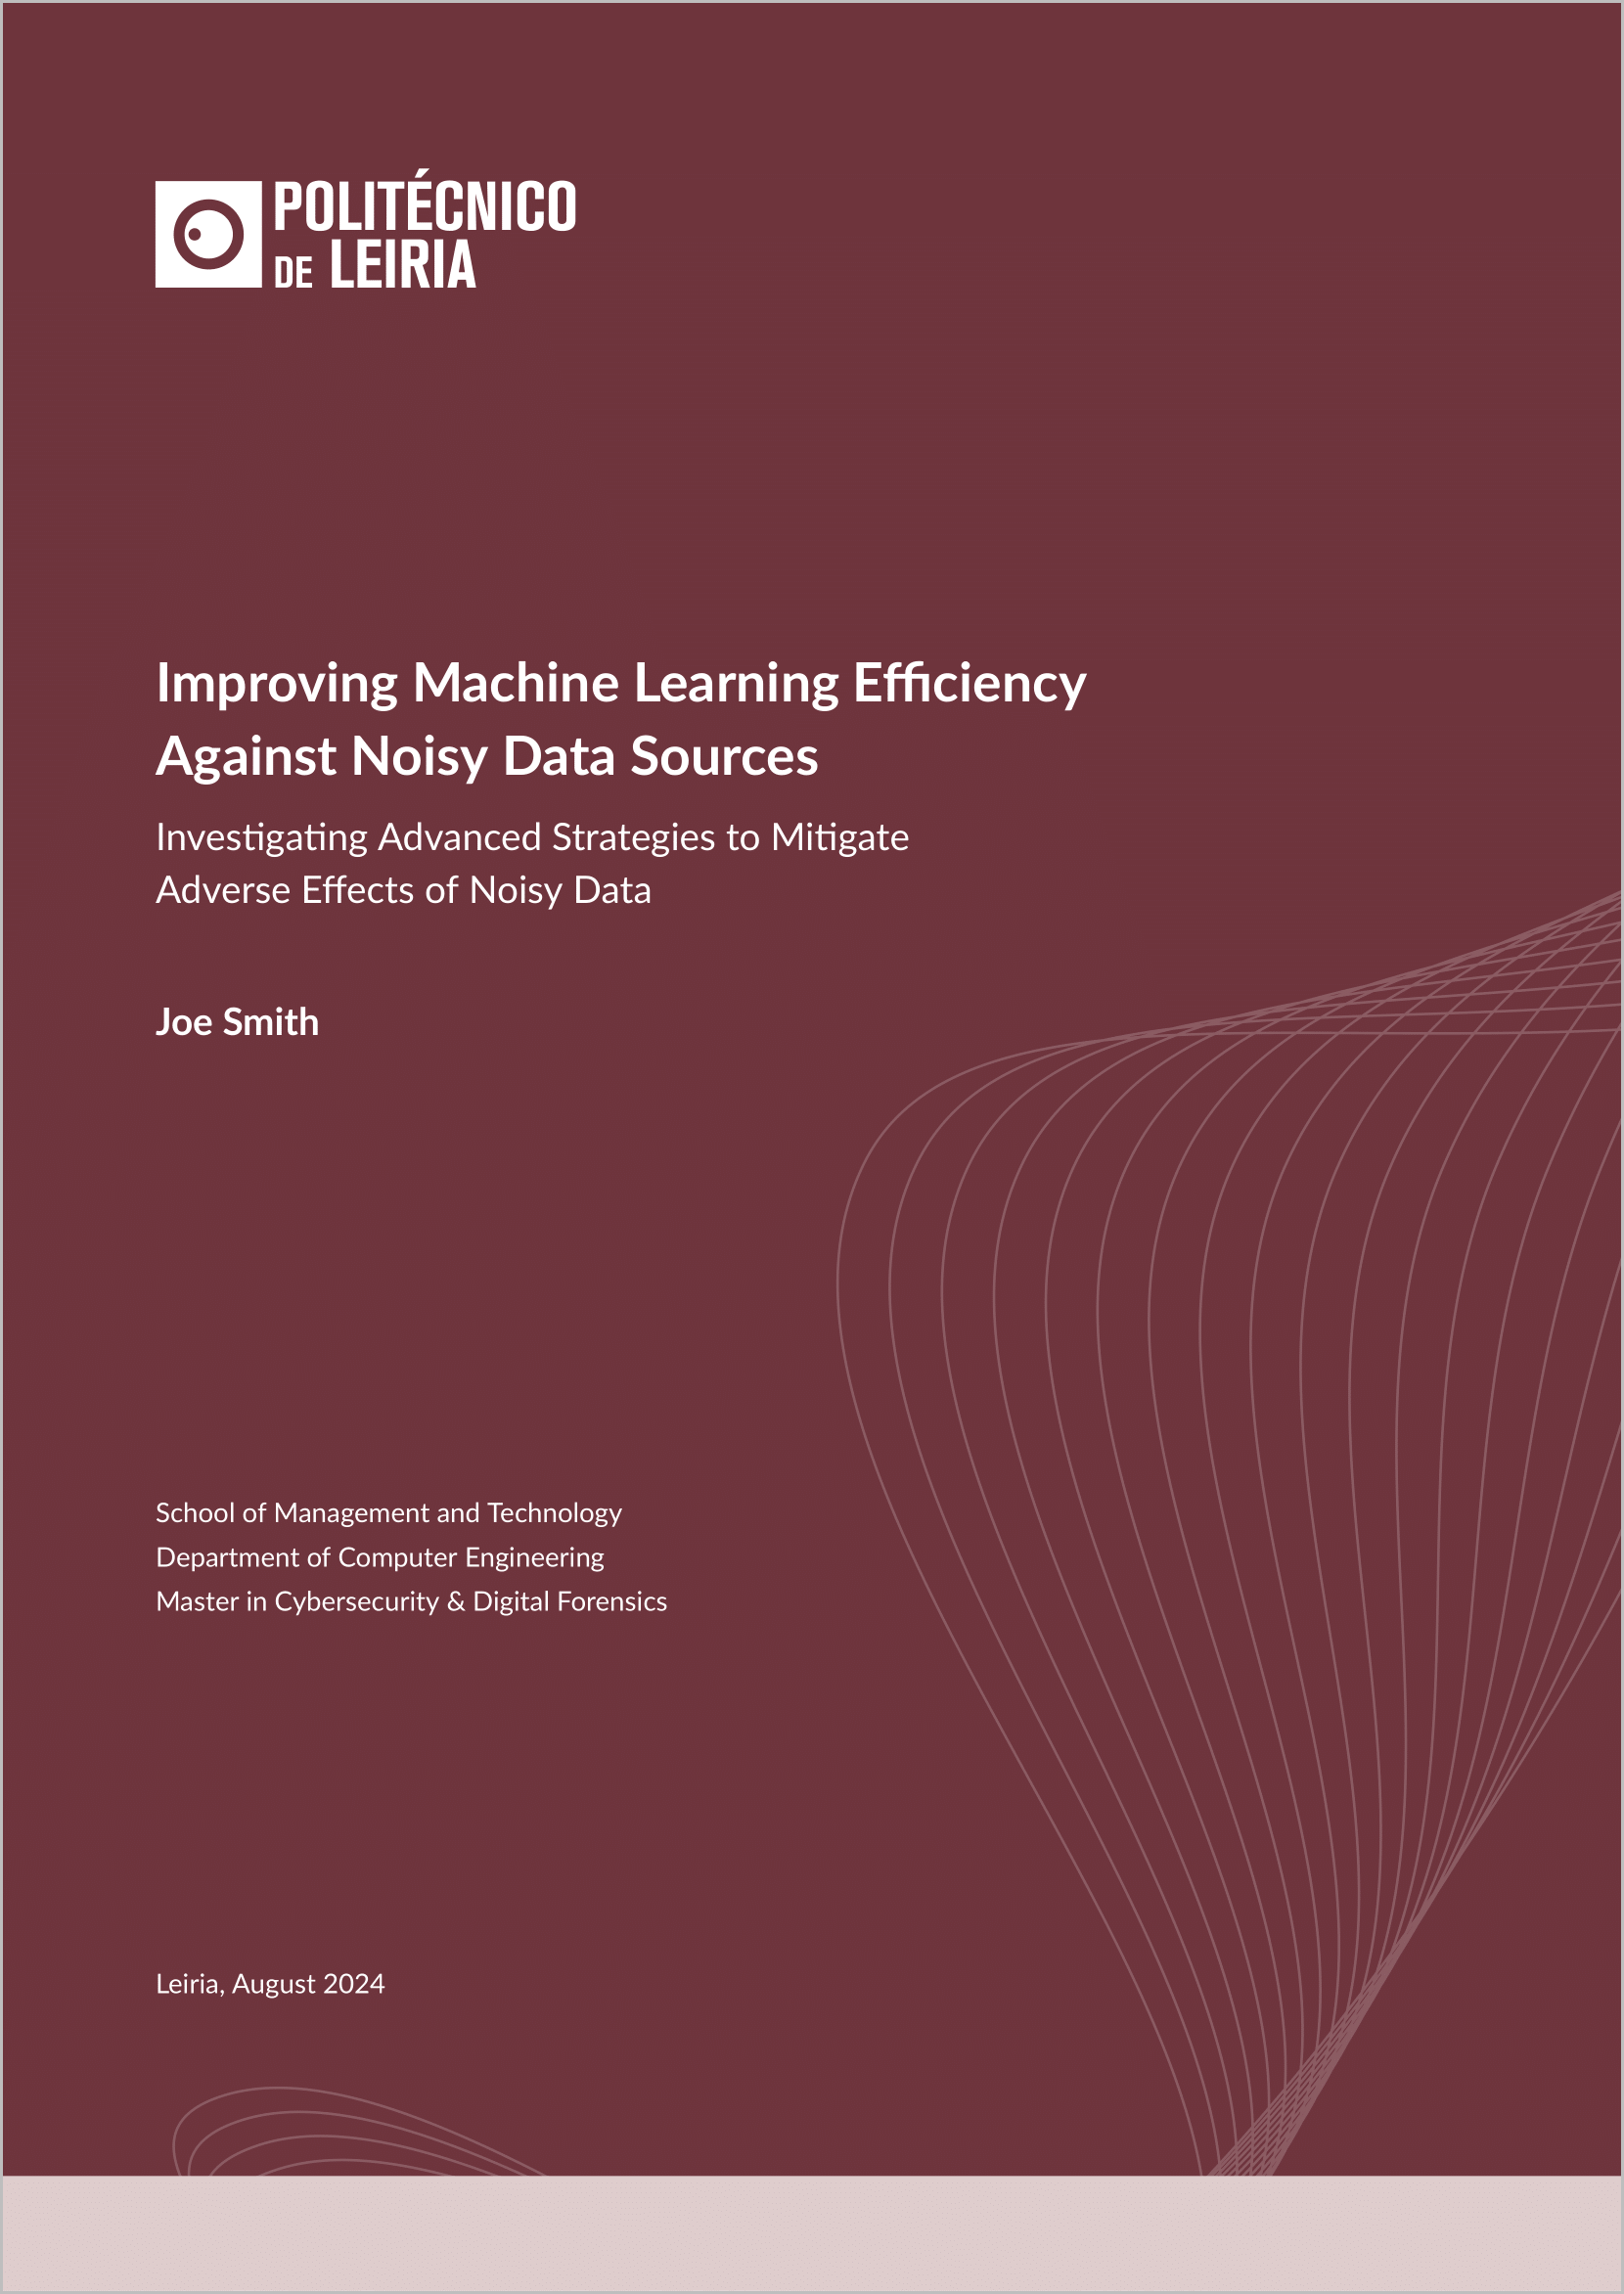 POLITÉCNICO
DE LEIRIA
Improving Machine Learning Efficiency
Against Noisy Data Sources
Investigating Advanced Strategies to Mitigate
Adverse Effects of Noisy Data
Joe Smith
School of Management and Technology
Department of Computer Engineering
Master in Cybersecurity & Digital Forensics
Leiria, August 2024